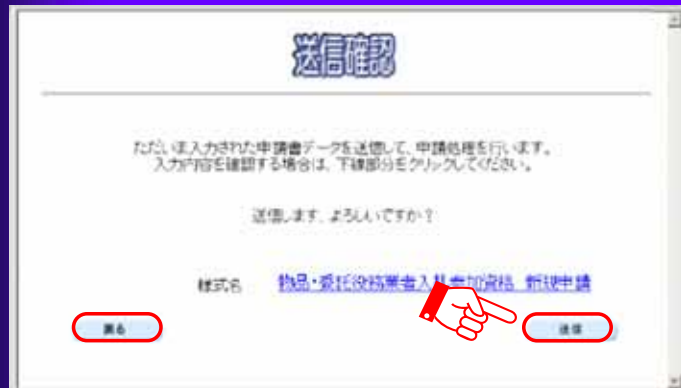 送信確認
ただいま入力された申請書データを送信して、申請処理を行います。
入力内容を確認する場合は、下線部分をクリックしてください。
送信します よろしいですか？
様式名 物品・委託役務業者入札参加資格 新規申請
戻る 送信